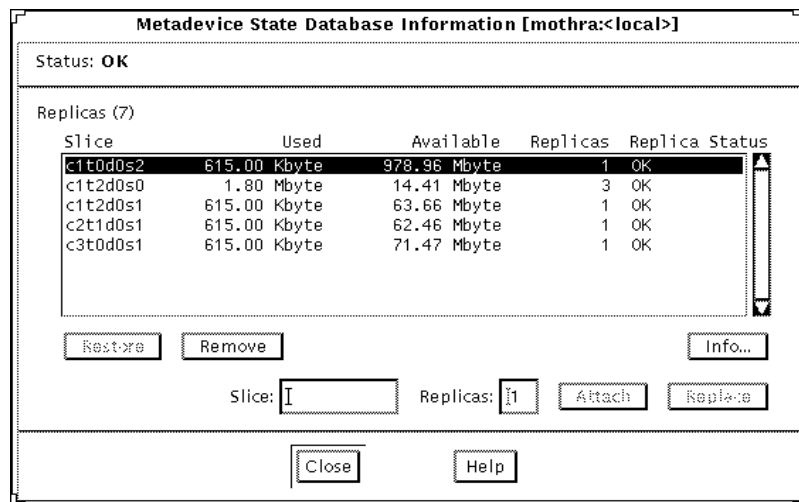 Metadevice State Database Information [mothra:<local>]
Status: OK
Replicas (7)
Slice Used Available Replicas Replica Status
c1t0d0s2 615.00 Kbyte 978.96 Mbyte 1 OK
c1t2d0s0 1.80 Mbyte 14.41 Mbyte 3 OK
c1t2d0s1 615.00 Kbyte 63.66 Mbyte 1 OK
c2t1d0s1 615.00 Kbyte 62.46 Mbyte 1 OK
c3t0d0s1 615.00 Kbyte 71.47 Mbyte 1 OK
Restore Remove Info...
Slice: Replicas: 1 Attach Replace
Close Help